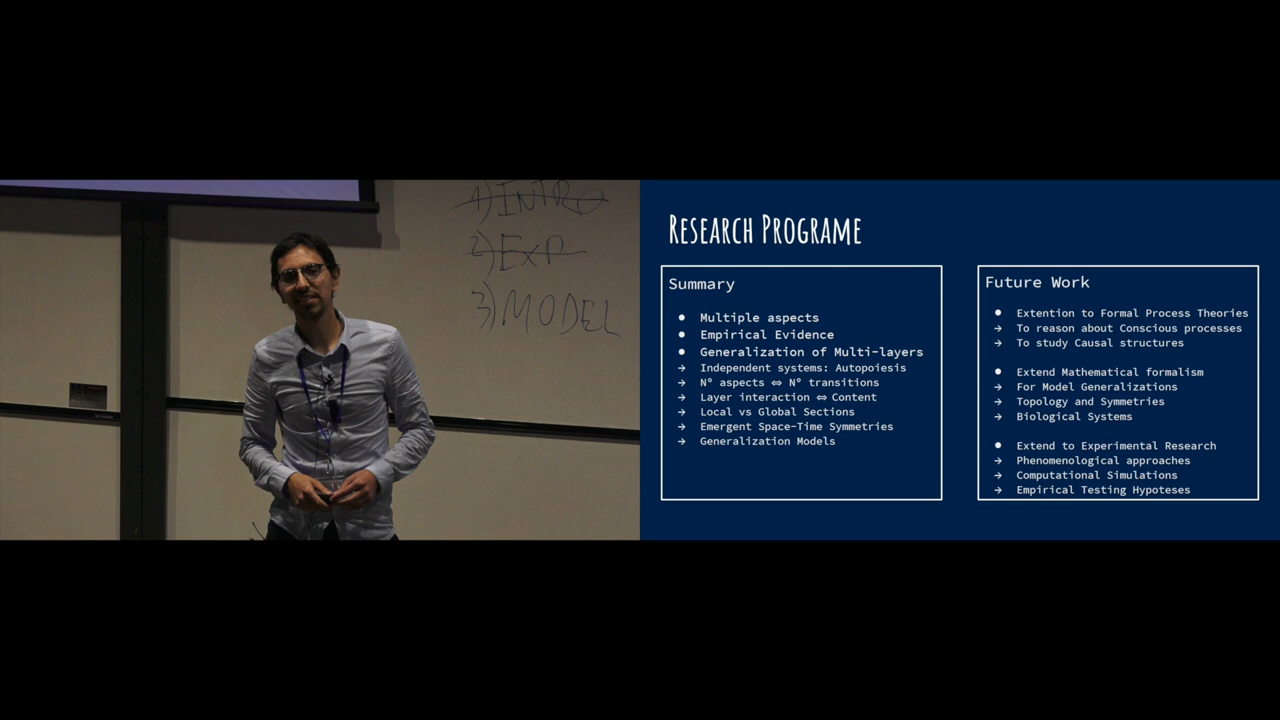 1) INTRO
2) EXP
3) MODEL
RESEARCH PROGRAME
Summary
● Multiple aspects
● Empirical Evidence
● Generalization of Multi-layers
→ Independent systems: Autopoiesis
→ Nº aspects ⇔ Nº transitions
→ Layer interaction ⇔ Content
→ Local vs Global Sections
→ Emergent Space-Time Symmetries
→ Generalization Models
Future Work
● Extention to Formal Process Theories
→ To reason about Conscious processes
→ To study Causal structures
● Extend Mathematical formalism
→ For Model Generalizations
→ Topology and Symmetries
→ Biological Systems
● Extend to Experimental Research
→ Phenomenological approaches
→ Computational Simulations
→ Empirical Testing Hypoteses